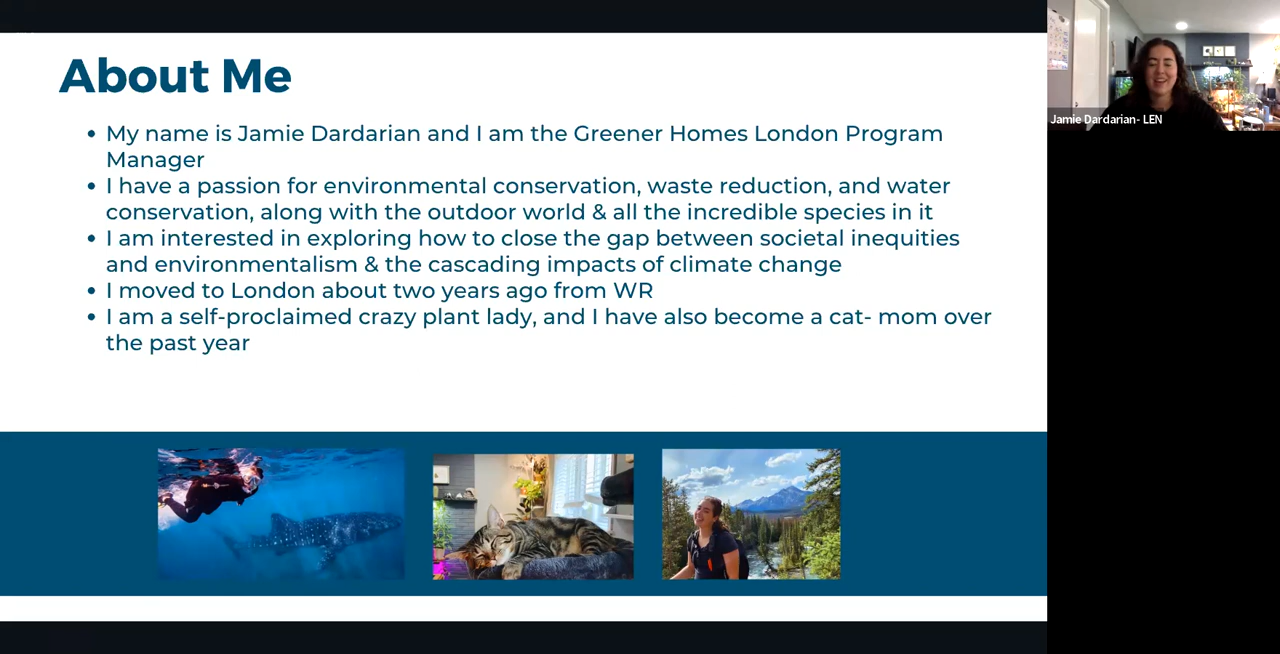 About Me
• My name is Jamie Dardarian and I am the Greener Homes London Program
Manager
• I have a passion for environmental conservation, waste reduction, and water
conservation, along with the outdoor world & all the incredible species in it
• I am interested in exploring how to close the gap between societal inequities
and environmentalism & the cascading impacts of climate change
• I moved to London about two years ago from WR
• I am a self-proclaimed crazy plant lady, and I have also become a cat- mom over
the past year
Jamie Dardarian- LEN